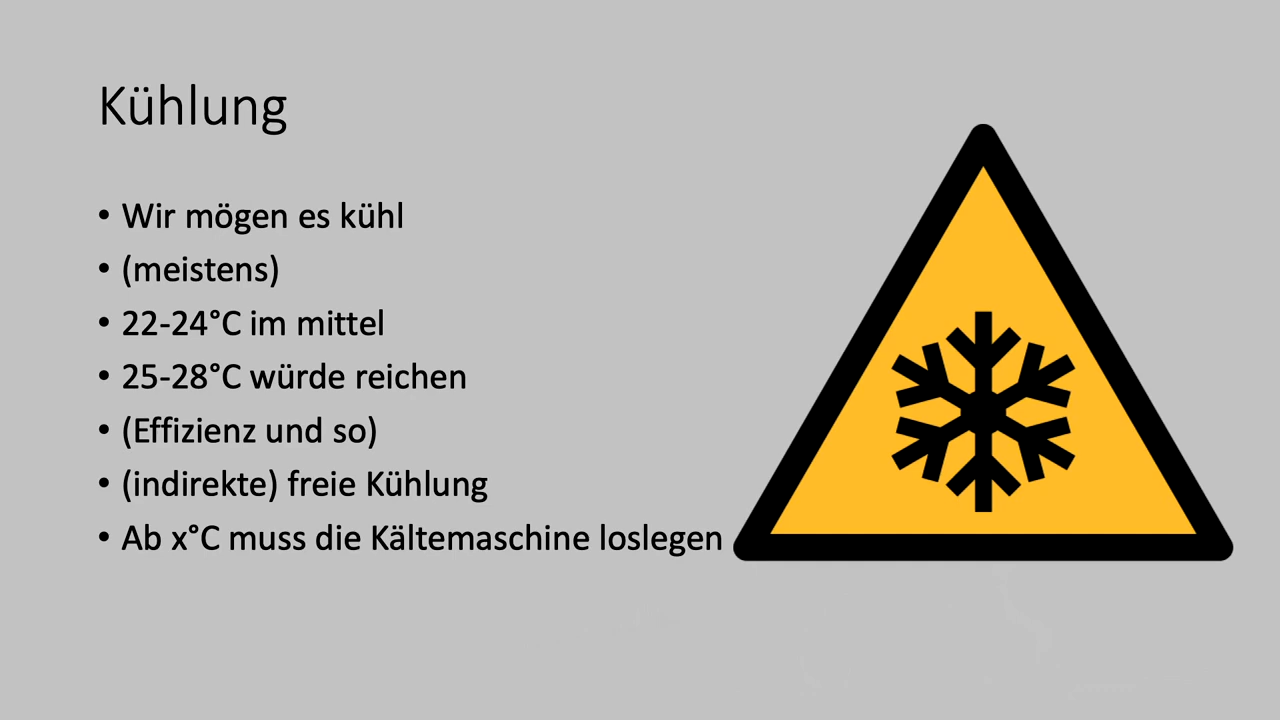 Kühlung
• Wir mögen es kühl
• (meistens)
• 22-24°C im mittel
• 25-28°C würde reichen
• (Effizienz und so)
• (indirekte) freie Kühlung
• Ab x°C muss die Kältemaschine loslegen